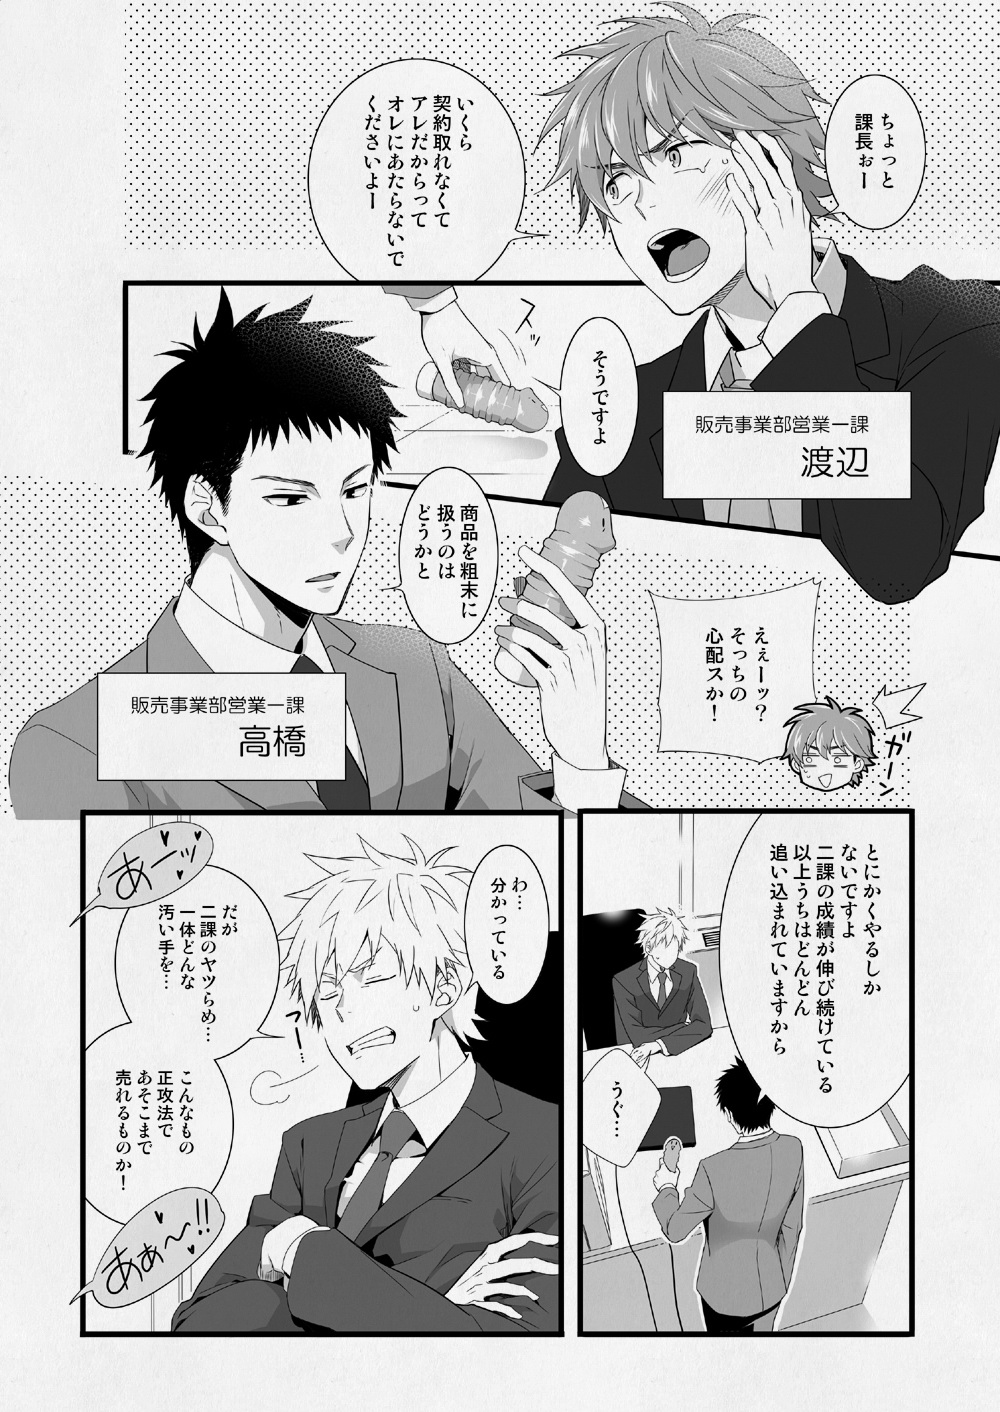 ちょっと
課長ぉー
いくら
契約取れなくて
アレだからって
オレにあたらないで
くださいよー
販売事業部営業一課
渡辺
ス
そうですよ
商品を粗末に
扱うのは
どうかと
販売事業部営業一課
高橋
えぇーッ?
そっちの
心配スか!
ガーン
とにかくやるしか
ないですよ
二課の成績が伸び続けている
以上うちはどんどん
追い込まれていますから
うぐ…
わ…
分かっている
だが
二課のヤツらめ…
一体どんな
汚い手を…
こんなもの
正攻法で
あそこまで
売れるものか!
あーッ♥♥♥
あぁ〜!!